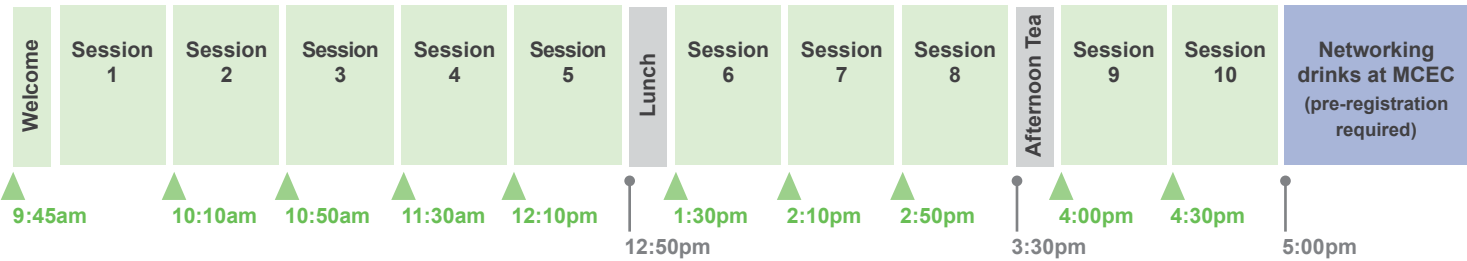 Welcome
Session
1
Session
2
Session
3
Session
4
Session
5
Lunch
Session
6
Session
7
Session
8
Afternoon Tea
Session
9
Session
10
Networking
drinks at MCEC
(pre-registration
required)
9:45am
10:10am
10:50am
11:30am
12:10pm
12:50pm
1:30pm
2:10pm
2:50pm
3:30pm
4:00pm
4:30pm
5:00pm